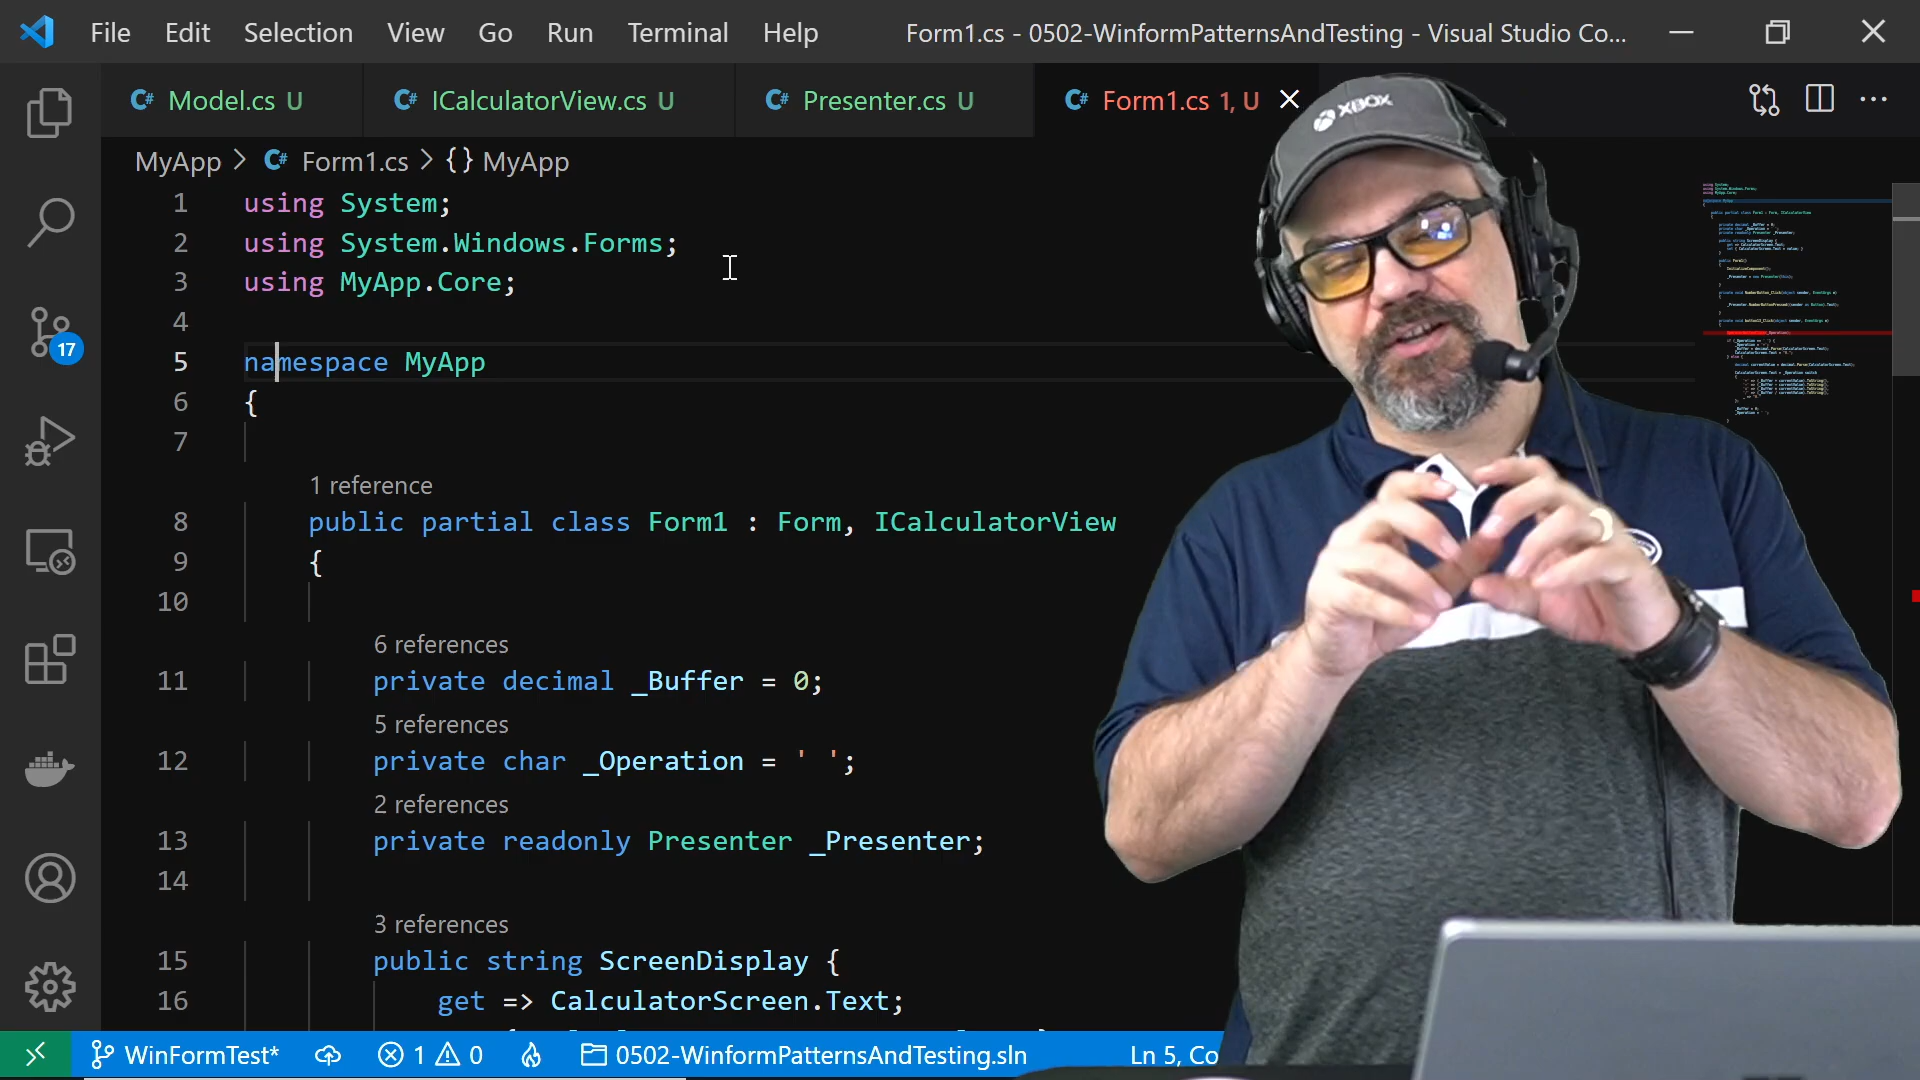 File Edit Selection View Go Run Terminal Help Form1.cs - 0502-WinformPatternsAndTesting - Visual Studio Co...
C# Model.cs U C# ICalculatorView.cs U C# Presenter.cs U C# Form1.cs 1, U
XBOX
MyApp > C# Form1.cs > {} MyApp
1 using System;
2 using System.Windows.Forms;
3 using MyApp.Core;
4
17
5 namespace MyApp
6 {
7
1 reference
8 public partial class Form1 : Form, ICalculatorView
9 {
10
6 references
11 private decimal _Buffer = 0;
5 references
12 private char _Operation = ' ';
2 references
13 private readonly Presenter _Presenter;
14
3 references
15 public string ScreenDisplay {
16 get => CalculatorScreen.Text;
WinFormTest* 1 0 0502-WinformPatternsAndTesting.sln Ln 5, Co